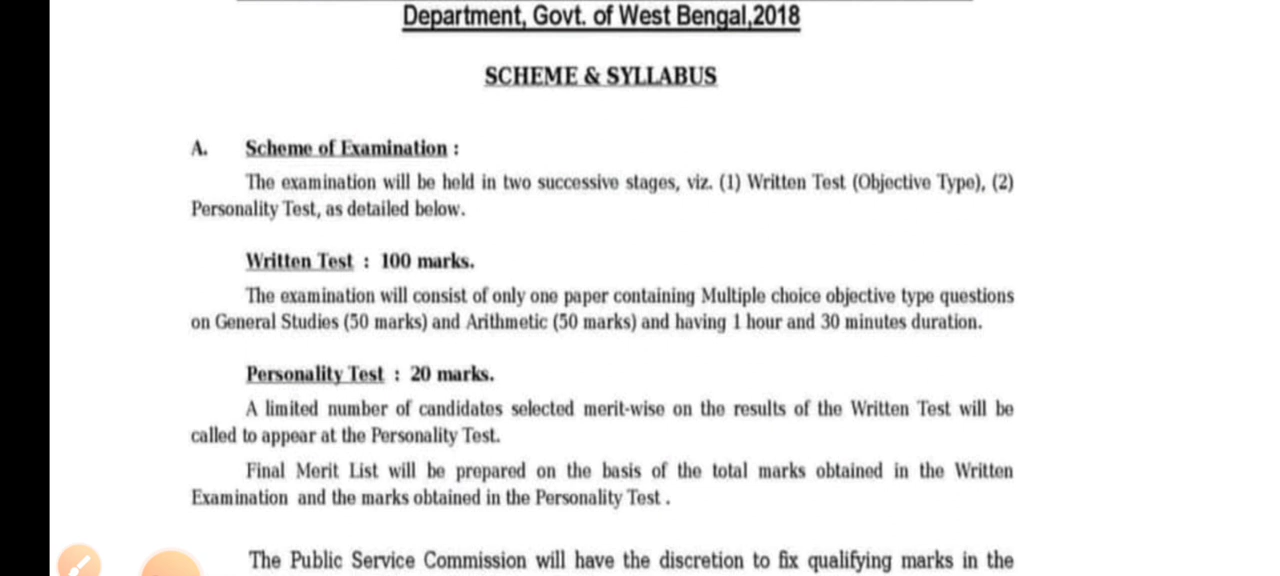 Department, Govt. of West Bengal,2018
SCHEME & SYLLABUS
A. Scheme of Examination :
The examination will be held in two successive stages, viz. (1) Written Test (Objective Type), (2)
Personality Test, as detailed below.
Written Test : 100 marks.
The examination will consist of only one paper containing Multiple choice objective type questions
on General Studies (50 marks) and Arithmetic (50 marks) and having 1 hour and 30 minutes duration.
Personality Test : 20 marks.
A limited number of candidates selected merit-wise on the results of the Written Test will be
called to appear at the Personality Test.
Final Merit List will be prepared on the basis of the total marks obtained in the Written
Examination and the marks obtained in the Personality Test .
The Public Service Commission will have the discretion to fix qualifying marks in the